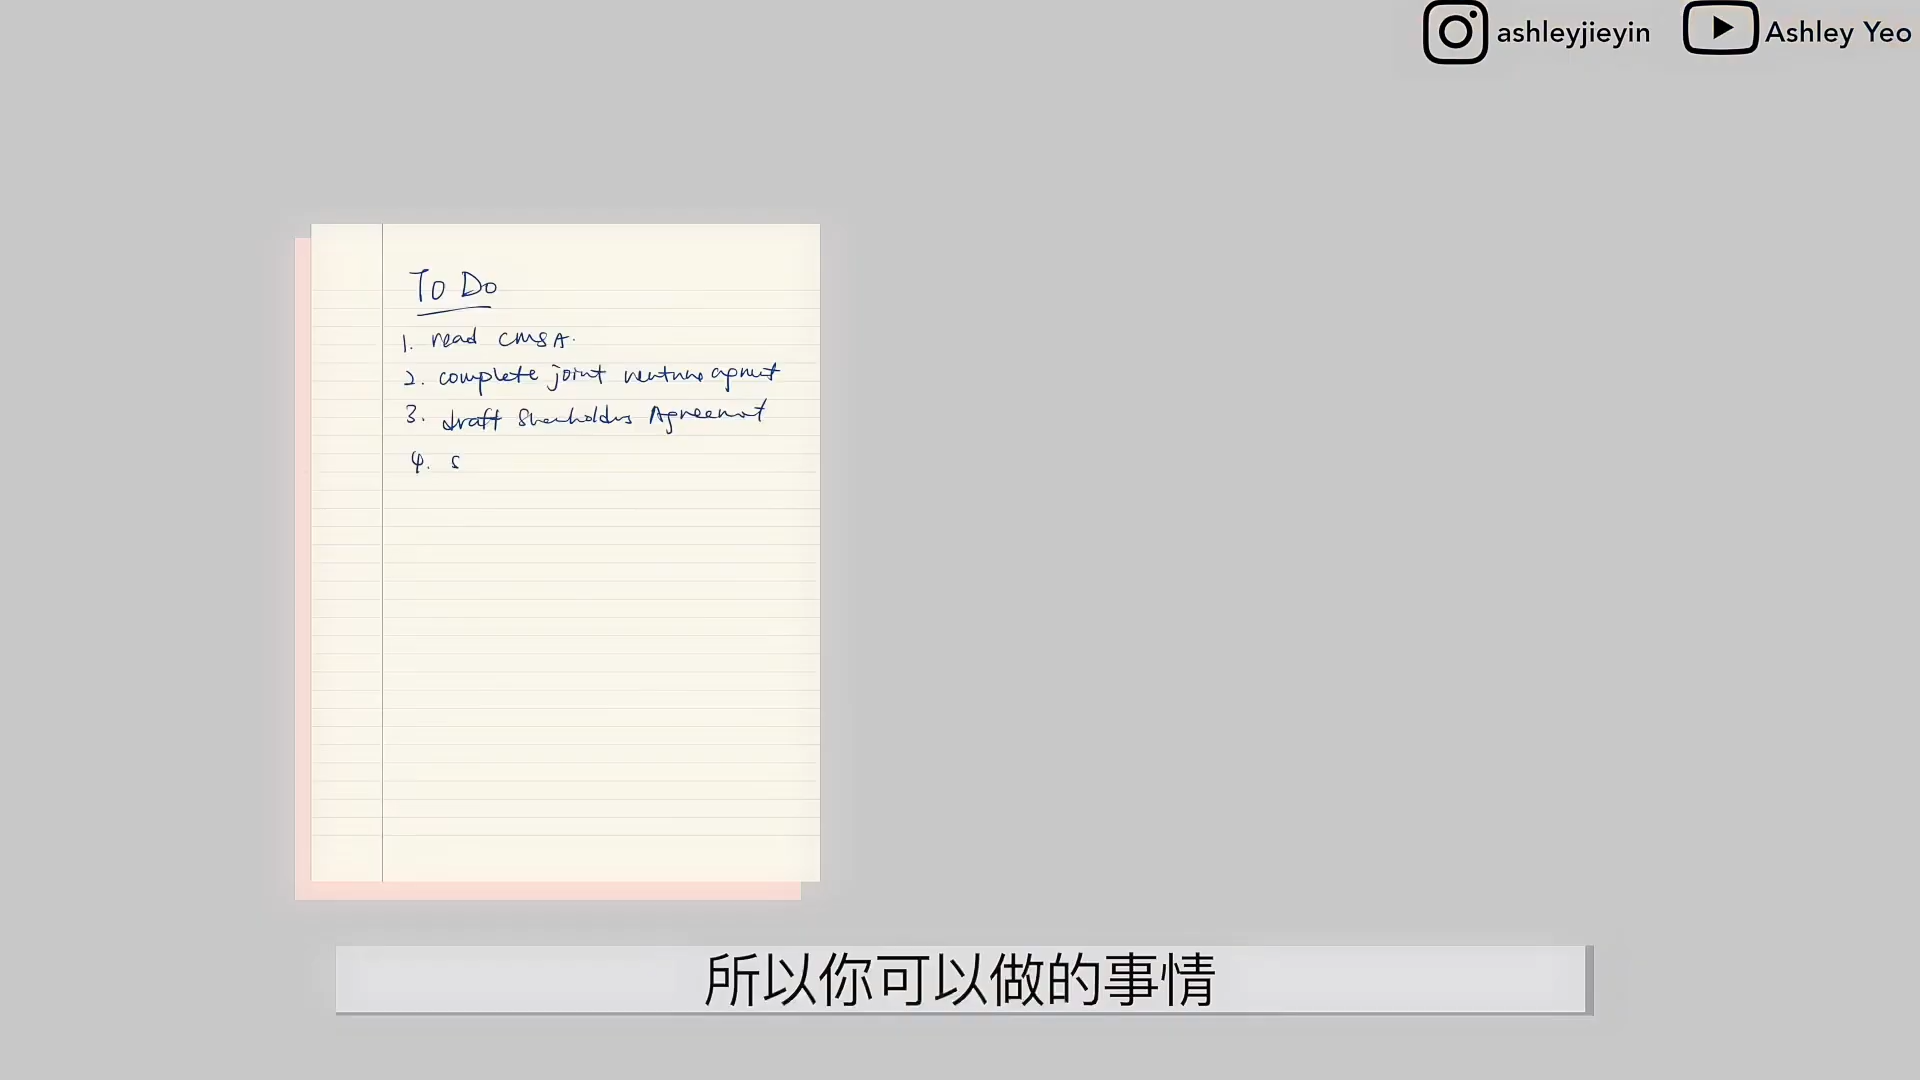 ashleyjieyin
Ashley Yeo
To Do
1. read CMSA.
2. complete joint venture agmut
3. draft Shareholders Agreement
4. s
所以你可以做的事情